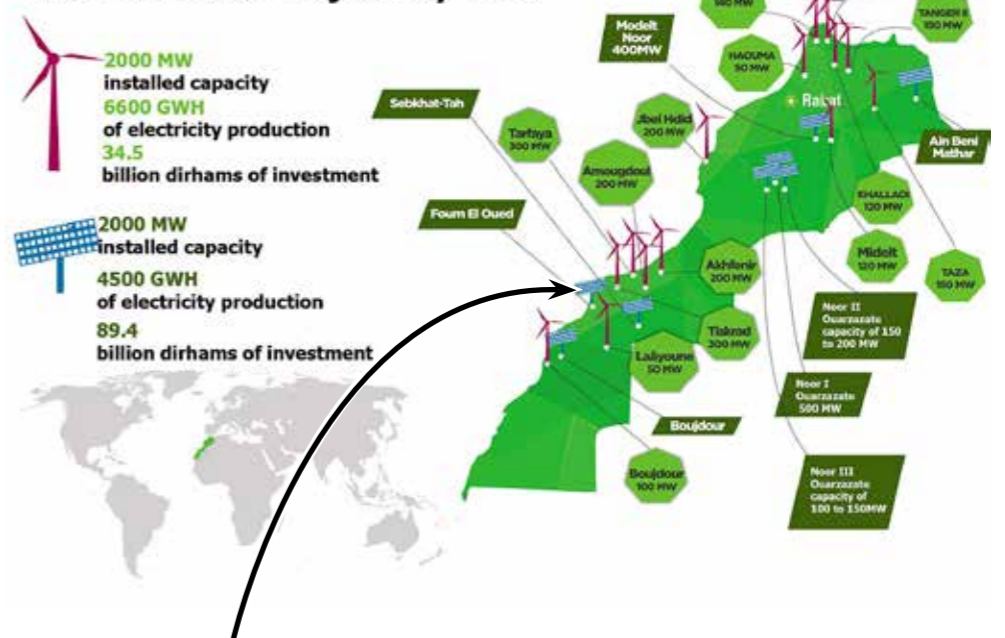 2000 MW
installed capacity
6600 GWH
of electricity production
34.5
billion dirhams of investment
2000 MW
installed capacity
4500 GWH
of electricity production
89.4
billion dirhams of investment
Modelt
Noor
400MW
TANGER II
150 MW
HAOUMA
50 MW
Sebkhat-Tah
Tarfaya
300 MW
Jbel Hdid
200 MW
Rabat
Ain Beni
Mathar
Amougdoul
200 MW
KHALLADI
120 MW
Foum El Oued
Midelt
120 MW
Akhfenir
200 MW
TAZA
150 MW
Noor II
Ouarzazate
capacity of 150
to 200 MW
Tiskrad
300 MW
Laayoune
50 MW
Noor I
Ouarzazate
500 MW
Boujdour
Boujdour
100 MW
Noor III
Ouarzazate
capacity of
100 to 150MW